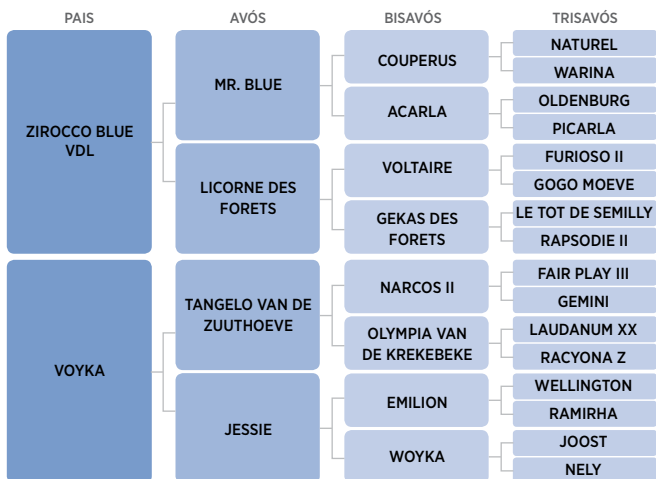 PAIS
AVÓS
BISAVÓS
TRISAVÓS
ZIROCCO BLUE
VDL
MR. BLUE
COUPERUS
NATUREL
WARINA
ACARLA
OLDENBURG
PICARLA
LICORNE DES
FORETS
VOLTAIRE
FURIOSO II
GOGO MOEVE
GEKAS DES
FORETS
LE TOT DE SEMILLY
RAPSODIE II
VOYKA
TANGELO VAN DE
ZUUTHOEVE
NARCOS II
FAIR PLAY III
GEMINI
OLYMPIA VAN
DE KREKEBEKE
LAUDANUM XX
RACYONA Z
JESSIE
EMILION
WELLINGTON
RAMIRHA
WOYKA
JOOST
NELY